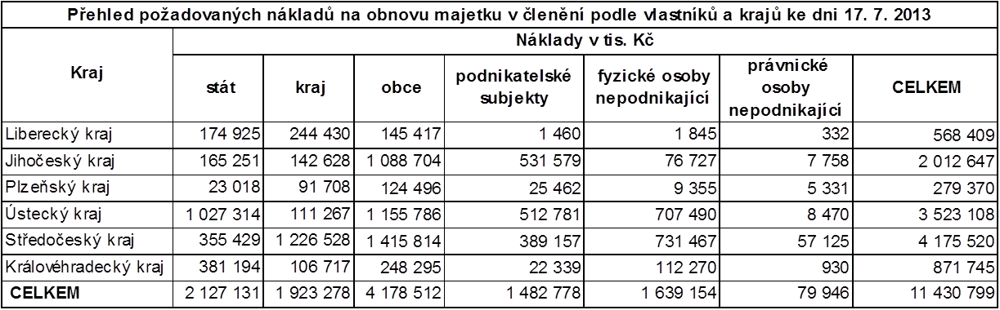 Přehled požadovaných nákladů na obnovu majetku v členění podle vlastníků a krajů ke dni 17. 7. 2013
Kraj
Náklady v tis. Kč
stát kraj obce podnikatelské subjekty fyzické osoby nepodnikající právnické osoby nepodnikající CELKEM
Liberecký kraj 174 925 244 430 145 417 1 460 1 845 332 568 409
Jihočeský kraj 165 251 142 628 1 088 704 531 579 76 727 7 758 2 012 647
Plzeňský kraj 23 018 91 708 124 496 25 462 9 355 5 331 279 370
Ústecký kraj 1 027 314 111 267 1 155 786 512 781 707 490 8 470 3 523 108
Středočeský kraj 355 429 1 226 528 1 415 814 389 157 731 467 57 125 4 175 520
Královéhradecký kraj 381 194 106 717 248 295 22 339 112 270 930 871 745
CELKEM 2 127 131 1 923 278 4 178 512 1 482 778 1 639 154 79 946 11 430 799